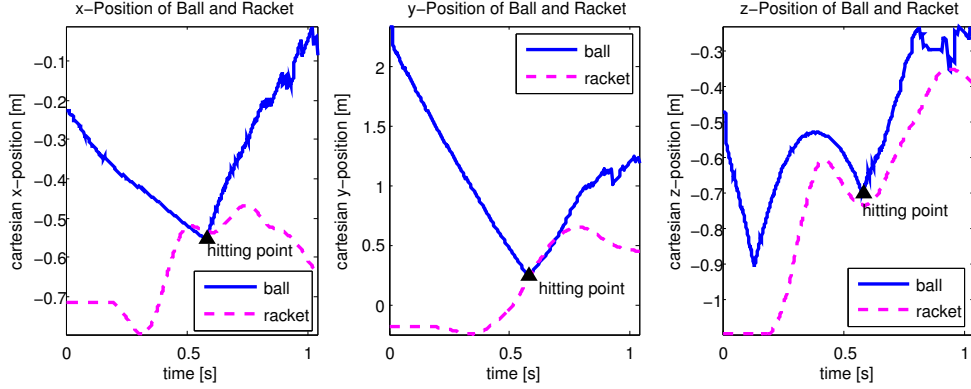 x-Position of Ball and Racket
cartesian x-position [m]
-0.1
-0.2
-0.3
-0.4
-0.5
-0.6
-0.7
hitting point
ball
racket
0
0.5
1
time [s]
y-Position of Ball and Racket
cartesian y-position [m]
2
1.5
1
0.5
0
ball
racket
hitting point
0
0.5
1
time [s]
z-Position of Ball and Racket
cartesian z-position [m]
-0.3
-0.4
-0.5
-0.6
-0.7
-0.8
-0.9
-1
hitting point
ball
racket
0
0.5
1
time [s]